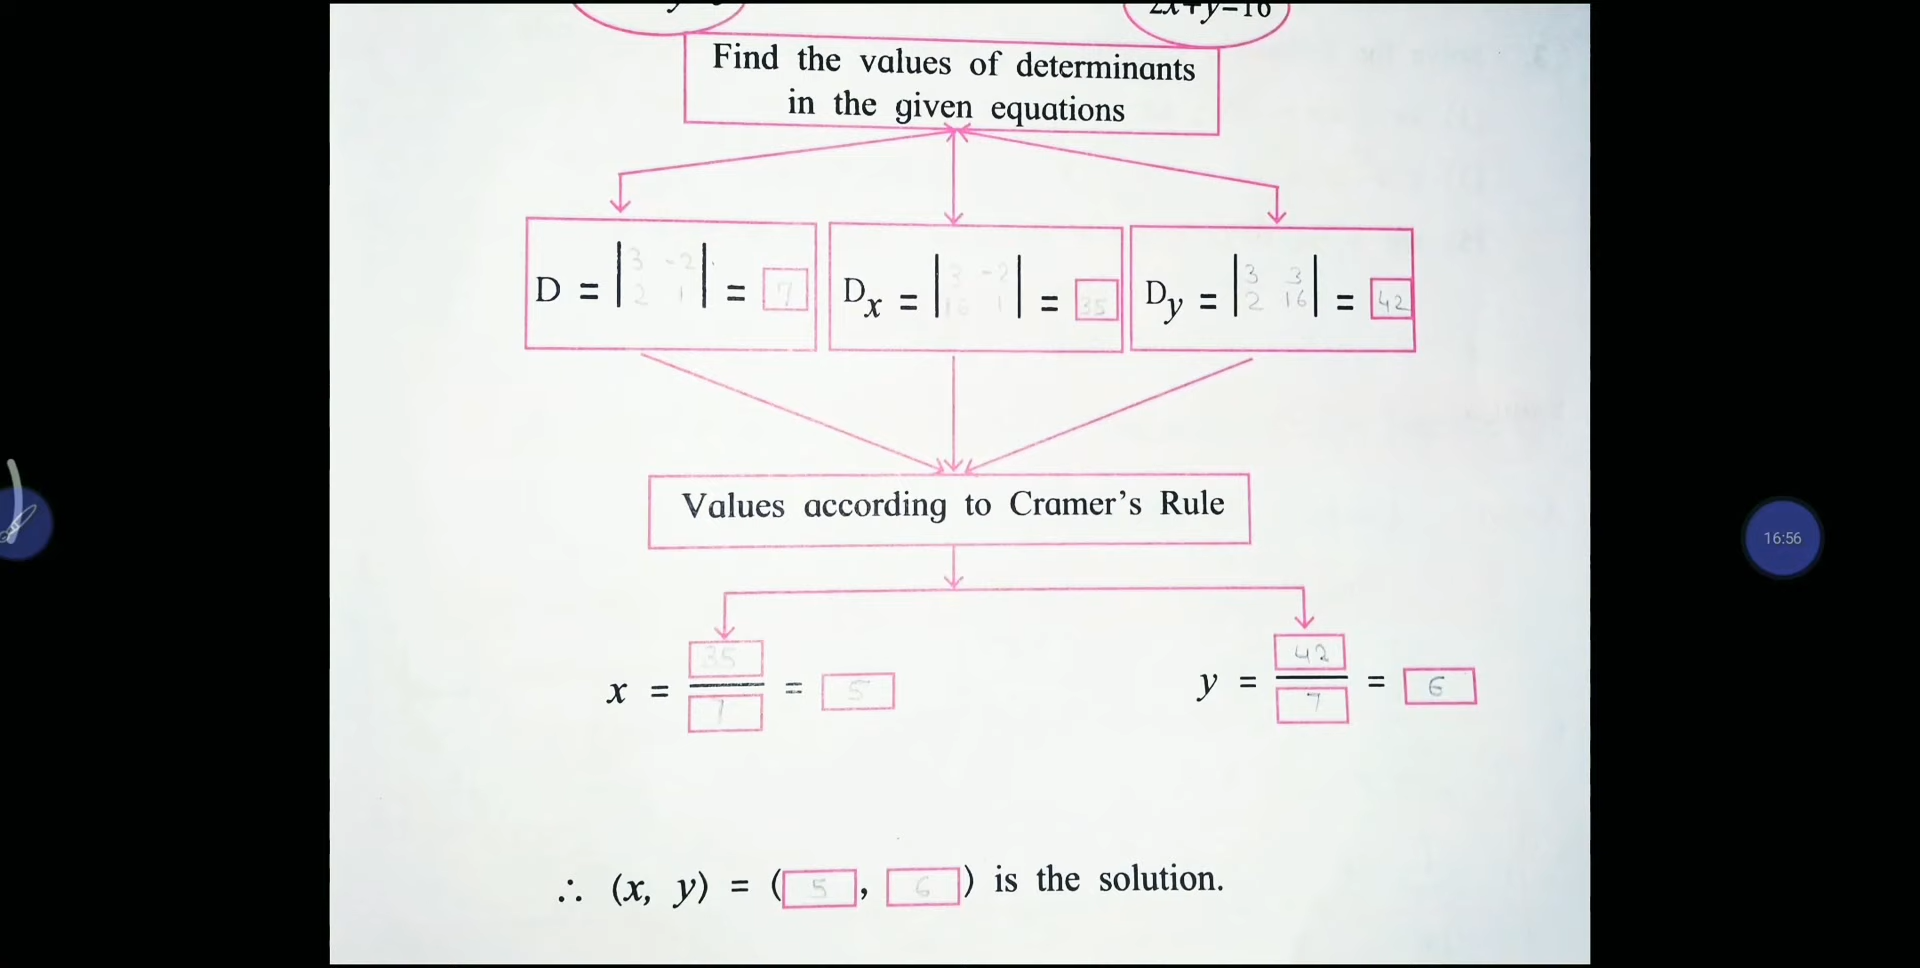 2x+y=16
Find the values of determinants
in the given equations
D = | 3 -2 | = 7
| 2 1 |
Dx = | 3 -2 | = 35
| 16 1 |
Dy = | 3 3 | = 42
| 2 16 |
Values according to Cramer's Rule
x = 35 / 7 = 5
y = 42 / 7 = 6
∴ (x, y) = ( 5 , 6 ) is the solution.
16:56